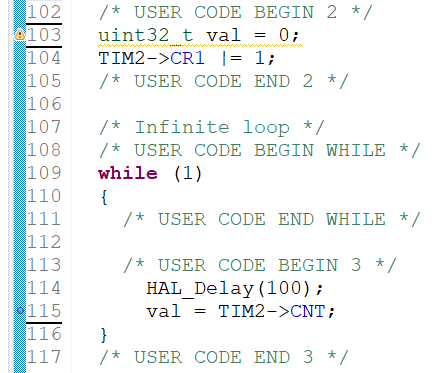 102 /* USER CODE BEGIN 2 */
103 uint32_t val = 0;
104 TIM2->CR1 |= 1;
105 /* USER CODE END 2 */
106
107 /* Infinite loop */
108 /* USER CODE BEGIN WHILE */
109 while (1)
110 {
111 /* USER CODE END WHILE */
112
113 /* USER CODE BEGIN 3 */
114 HAL_Delay(100);
115 val = TIM2->CNT;
116 }
117 /* USER CODE END 3 */